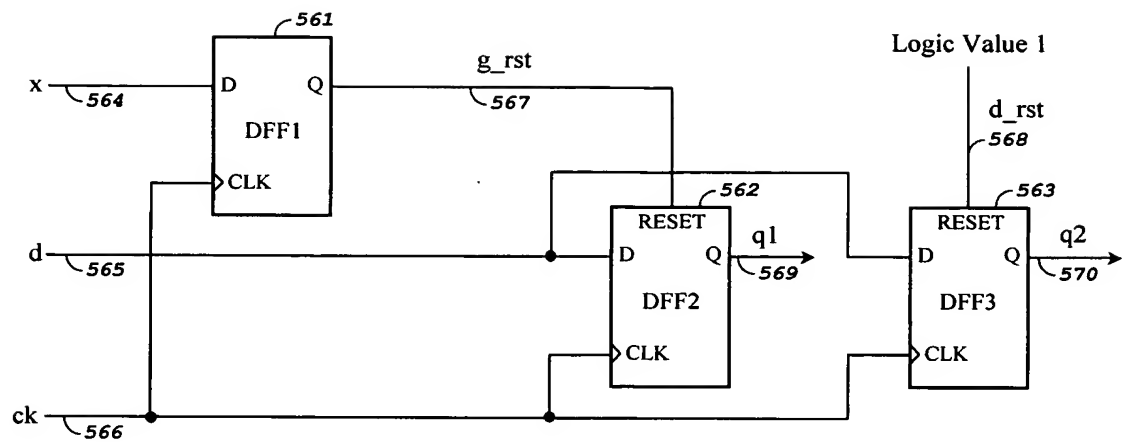 561
Logic Value 1
x
564
D
Q
g_rst
567
DFF1
d_rst
568
CLK
562
563
RESET
RESET
d
565
D
Q
q1
569
D
Q
q2
570
DFF2
DFF3
CLK
CLK
ck
566